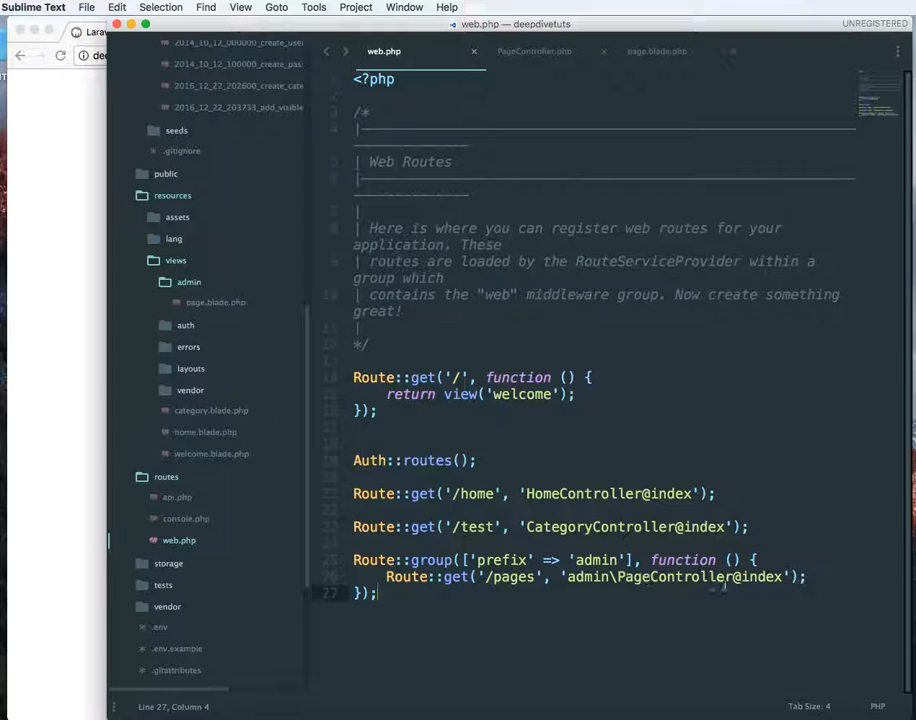 Sublime Text File Edit Selection Find View Goto Tools Project Window Help
web.php — deepdivetuts
UNREGISTERED
Lara
dee
2014_10_12_000000_create_use
2014_10_12_100000_create_pas
2016_12_22_202600_create_cate
2016_12_22_203733_add_visible
seeds
.gitignore
public
resources
assets
lang
views
admin
page.blade.php
auth
errors
layouts
vendor
category.blade.php
home.blade.php
welcome.blade.php
routes
api.php
console.php
web.php
storage
tests
vendor
.env
.env.example
.gitattributes
web.php PageController.php page.blade.php
<?php
/*
| Web Routes
| Here is where you can register web routes for your
application. These
| routes are loaded by the RouteServiceProvider within a
group which
| contains the "web" middleware group. Now create something
great!
|
*/
Route::get('/', function () {
return view('welcome');
});
Auth::routes();
Route::get('/home', 'HomeController@index');
Route::get('/test', 'CategoryController@index');
Route::group(['prefix' => 'admin'], function () {
Route::get('/pages', 'admin\PageController@index');
27 });
Line 27, Column 4
Tab Size: 4
PHP